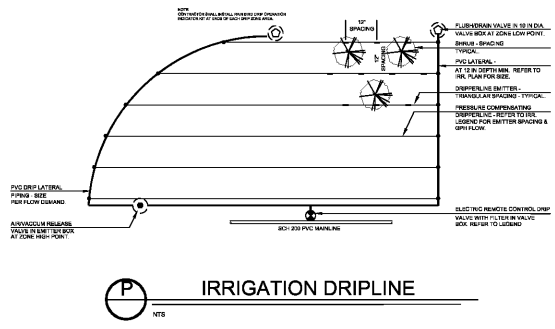 NOTE
CONTRACTOR SHALL INSTALL RAINBIRD DRIP OPERATION
INDICATOR KIT AT ENDS OF EACH DRIP ZONE AREA.
12"
SPACING
12"
SPACING
FLUSH/DRAIN VALVE IN 10 IN DIA.
VALVE BOX AT ZONE LOW POINT.
SHRUB - SPACING
TYPICAL.
PVC LATERAL -
AT 12 IN DEPTH MIN. REFER TO
IRR. PLAN FOR SIZE.
DRIPPERLINE EMITTER -
TRIANGULAR SPACING - TYPICAL.
PRESSURE COMPENSATING
DRIPPERLINE - REFER TO IRR.
LEGEND FOR EMITTER SPACING &
GPH FLOW.
PVC DRIP LATERAL
PIPING - SIZE
PER FLOW DEMAND.
AIR/VACCUM RELEASE
VALVE IN EMITTER BOX
AT ZONE HIGH POINT.
ELECTRIC REMOTE CONTROL DRIP
VALVE WITH FILTER IN VALVE
BOX REFER TO LEGEND
SCH 200 PVC MAINLINE
P
IRRIGATION DRIPLINE
NTS